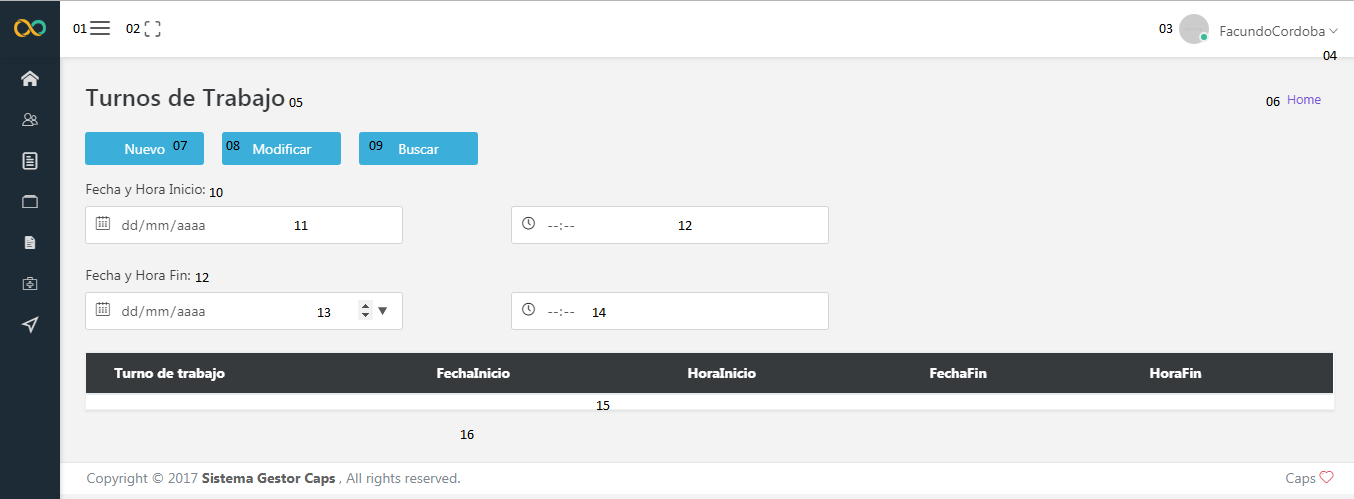 01 02 03 FacundoCordoba
04
Turnos de Trabajo 05 06 Home
Nuevo 07 08 Modificar 09 Buscar
Fecha y Hora Inicio: 10
dd/mm/aaaa 11 --:-- 12
Fecha y Hora Fin: 12
dd/mm/aaaa 13 --:-- 14
Turno de trabajo FechaInicio HoraInicio FechaFin HoraFin
15
16
Copyright © 2017 Sistema Gestor Caps , All rights reserved. Caps